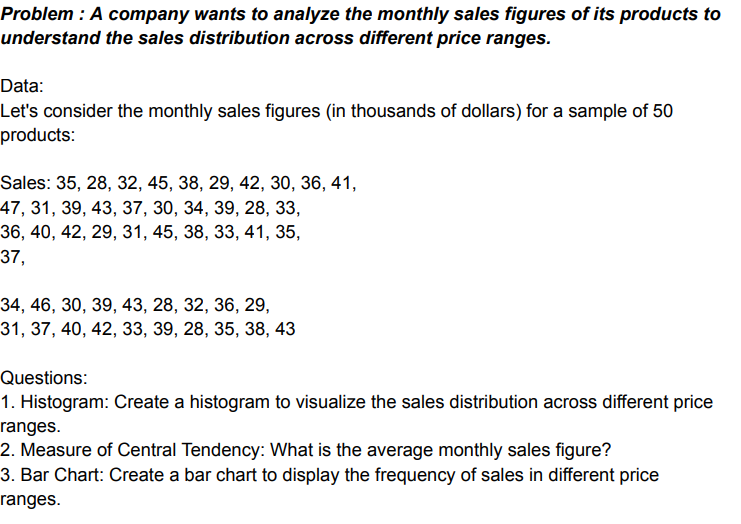 Problem : A company wants to analyze the monthly sales figures of its products to
understand the sales distribution across different price ranges.
Data:
Let's consider the monthly sales figures (in thousands of dollars) for a sample of 50
products:
Sales: 35, 28, 32, 45, 38, 29, 42, 30, 36, 41,
47, 31, 39, 43, 37, 30, 34, 39, 28, 33,
36, 40, 42, 29, 31, 45, 38, 33, 41, 35,
37,
34, 46, 30, 39, 43, 28, 32, 36, 29,
31, 37, 40, 42, 33, 39, 28, 35, 38, 43
Questions:
1. Histogram: Create a histogram to visualize the sales distribution across different price
ranges.
2. Measure of Central Tendency: What is the average monthly sales figure?
3. Bar Chart: Create a bar chart to display the frequency of sales in different price
ranges.